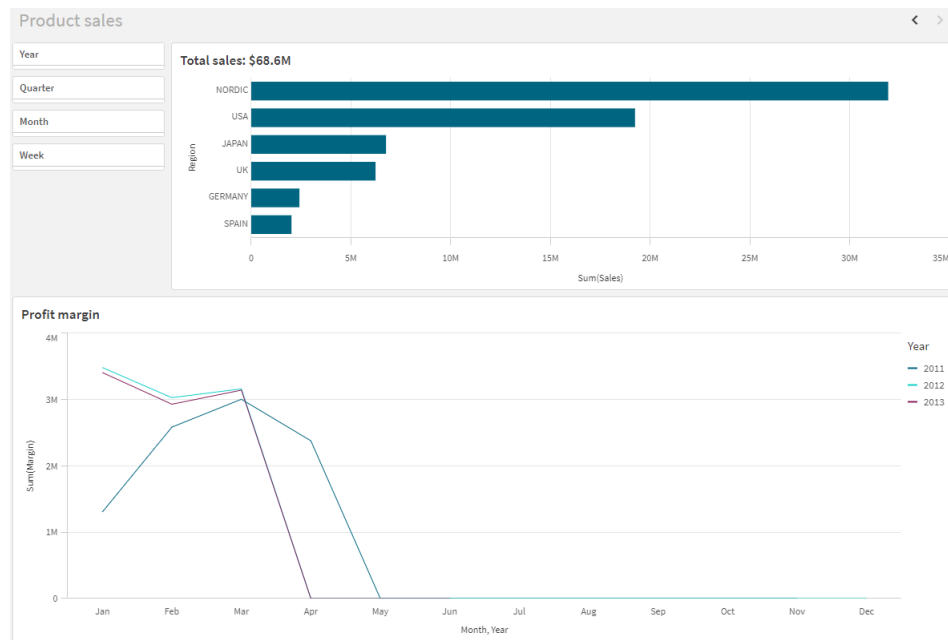 Product sales
Year
Quarter
Month
Week
Total sales: $68.6M
Region
NORDIC
USA
JAPAN
UK
GERMANY
SPAIN
0 5M 10M 15M 20M 25M 30M 35M
Sum(Sales)
Profit margin
Sum(Margin)
4M
3M
2M
1M
0
Jan Feb Mar Apr May Jun Jul Aug Sep Oct Nov Dec
Month, Year
Year
2011
2012
2013